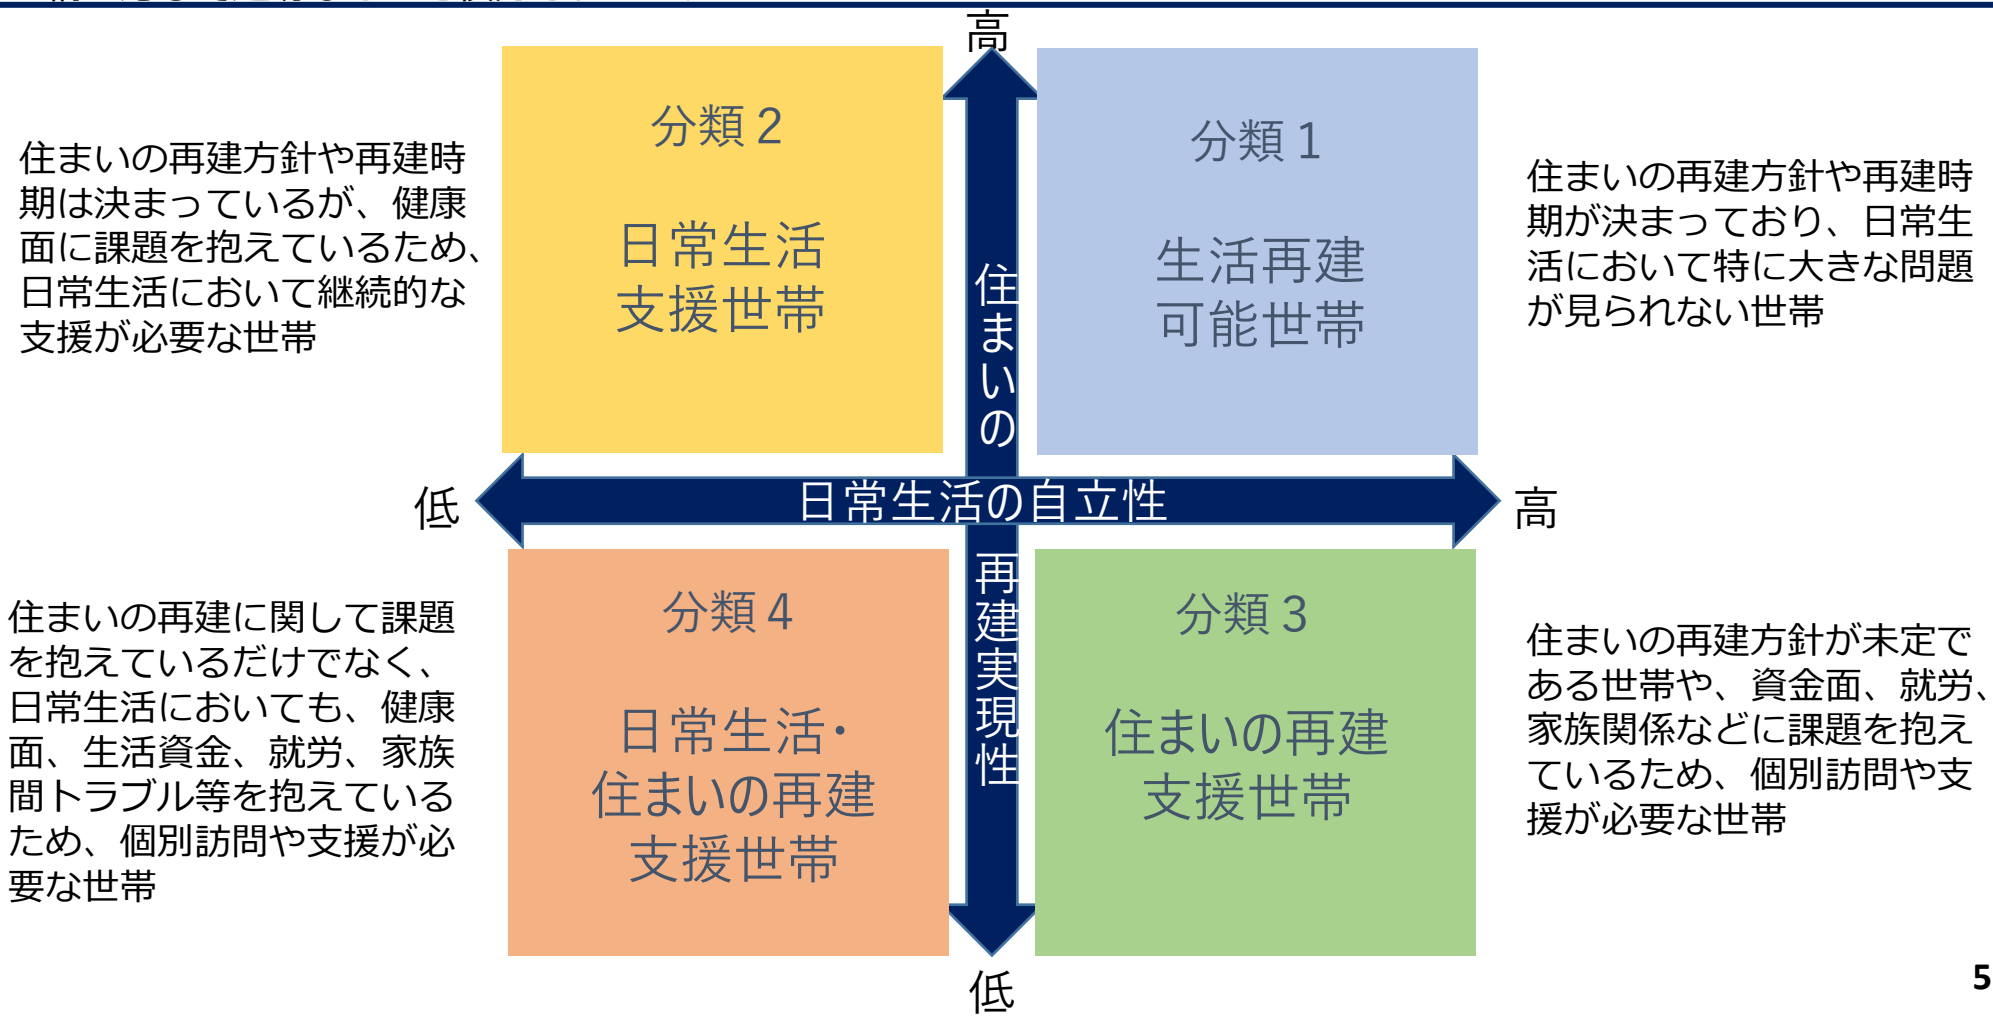 高
分類２
日常生活
支援世帯
分類１
生活再建
可能世帯
住まいの再建方針や再建時
期は決まっているが、健康
面に課題を抱えているため、
日常生活において継続的な
支援が必要な世帯
住まいの再建方針や再建時
期が決まっており、日常生
活において特に大きな問題
が見られない世帯
住まいの
再建実現性
低
日常生活の自立性
高
分類４
日常生活・
住まいの再建
支援世帯
分類３
住まいの再建
支援世帯
住まいの再建に関して課題
を抱えているだけでなく、
日常生活においても、健康
面、生活資金、就労、家族
間トラブル等を抱えている
ため、個別訪問や支援が必
要な世帯
住まいの再建方針が未定で
ある世帯や、資金面、就労、
家族関係などに課題を抱え
ているため、個別訪問や支
援が必要な世帯
低
5